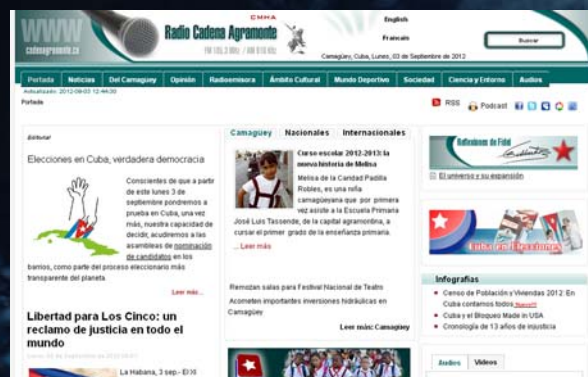 WWW
cadenagramonte.cu
CMHA
Radio Cadena Agramonte
English
Francais
Camagüey, Cuba, Lunes, 03 de Septiembre de 2012
Buscar
Portada
Noticias
Del Camagüey
Opinión
Radioemisora
Ámbito Cultural
Mundo Deportivo
Sociedad
Ciencia y Entorno
Audios
Actualizado: 2012-09-03 12:44:30
Portada
RSS
Podcast
Editorial
Elecciones en Cuba, verdadera democracia
Conscientes de que a partir
de este lunes 3 de
septiembre pondremos a
prueba en Cuba, una vez
más, nuestra capacidad de
decidir, acudiremos a las
asambleas de nominación
de candidatos en los
barrios, como parte del proceso eleccionario más
transparente del planeta.
Leer más...
Libertad para Los Cinco: un
reclamo de justicia en todo el
mundo
La Habana, 3 sep.- El
Camagüey
Nacionales
Internacionales
Curso escolar 2012-2013: la
nueva historia de Melisa
Melisa de la Caridad Padilla
Robles, es una niña
camagüeyana que por primera
vez asiste a la Escuela Primaria
José Luis Tassende, de la capital agramontina, a
cursar el primer grado de la enseñanza primaria.
... Leer más
Remozan salas para Festival Nacional de Teatro
Acometen importantes inversiones hidráulicas en
Camagüey
Leer más: Camagüey
Reflexiones de Fidel
El universo y su expansión
Cuba en Elecciones
Infografías
Censo de Población y Viviendas 2012: En
Cuba contamos todos
Cuba y el Bloqueo Made in USA
Cronología de 13 años de injusticia
Audios
Videos